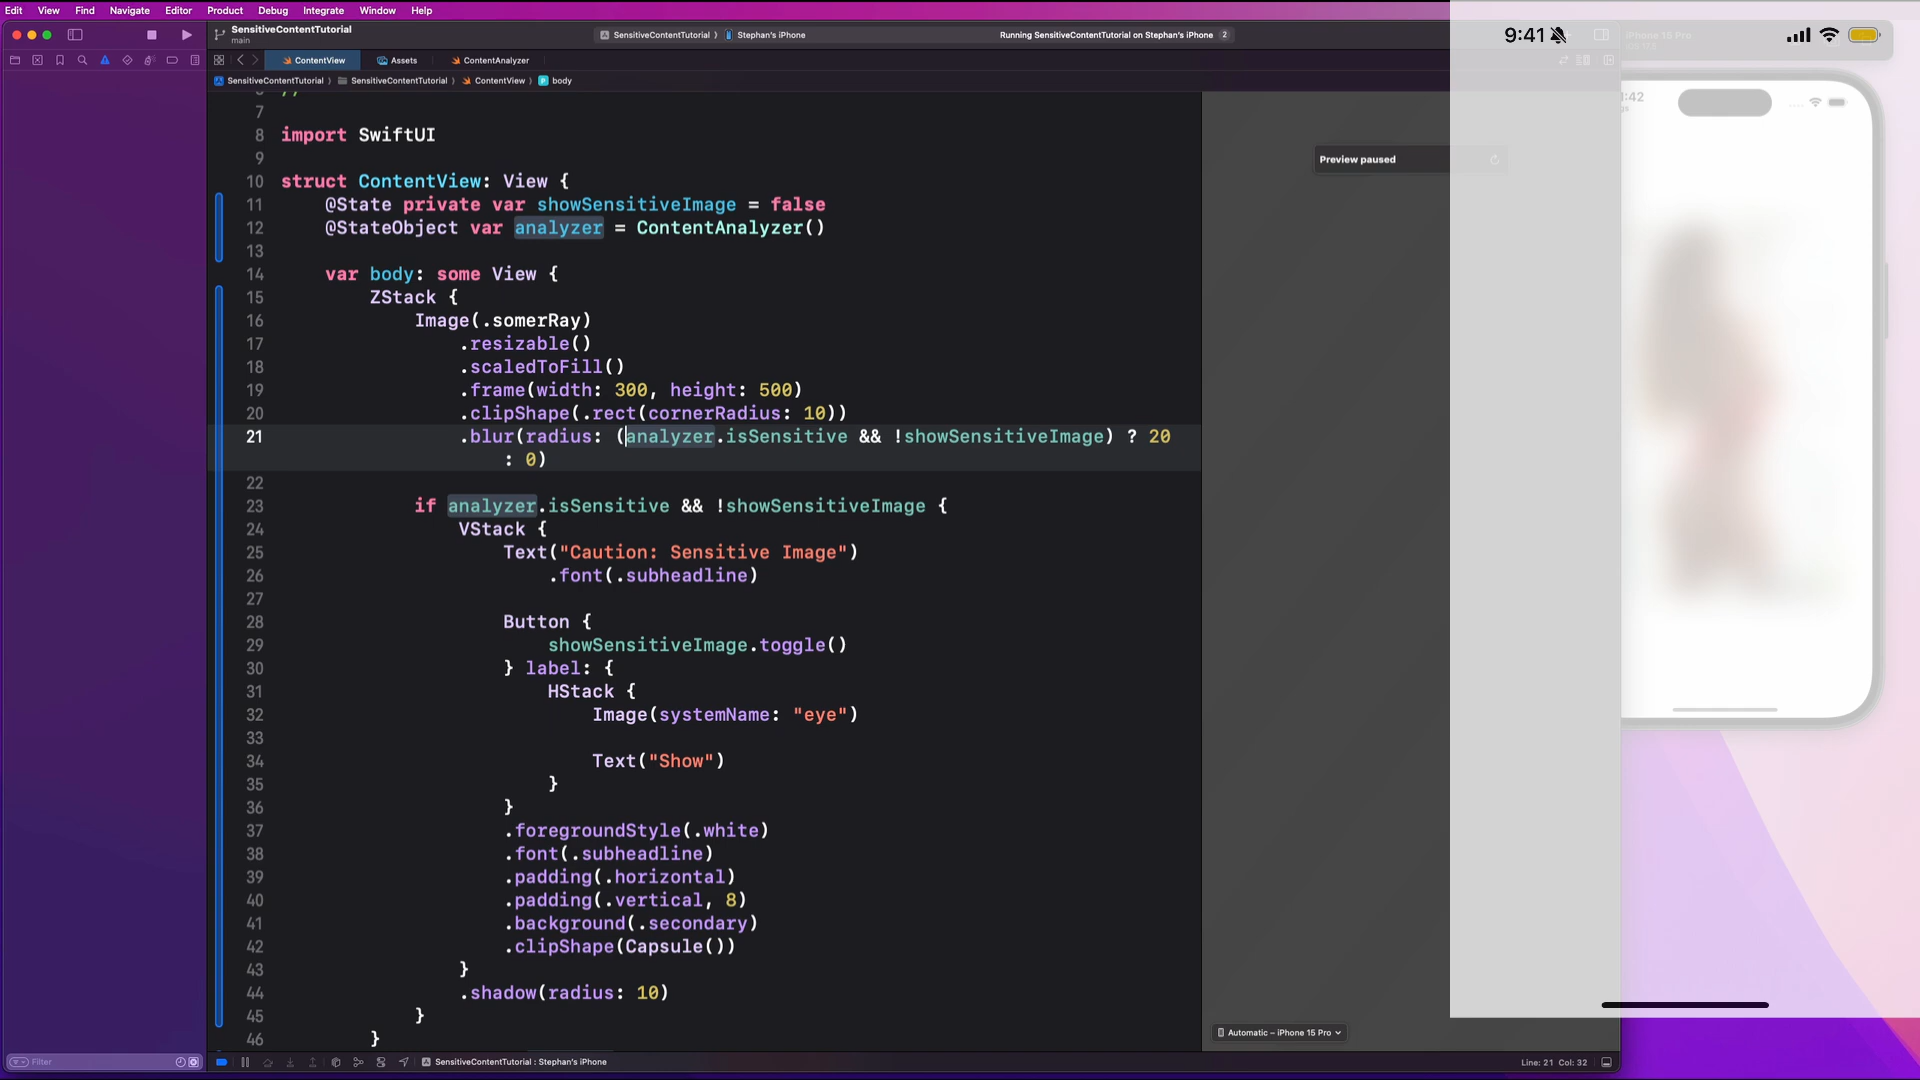 Edit View Find Navigate Editor Product Debug Integrate Window Help
SensitiveContentTutorial
main
SensitiveContentTutorial Stephan's iPhone
Running SensitiveContentTutorial on Stephan's iPhone 2
9:41
iPhone 15 Pro
ContentView Assets ContentAnalyzer
SensitiveContentTutorial SensitiveContentTutorial ContentView body
Preview paused
7
8 import SwiftUI
9
10 struct ContentView: View {
11 @State private var showSensitiveImage = false
12 @StateObject var analyzer = ContentAnalyzer()
13
14 var body: some View {
15 ZStack {
16 Image(.somerRay)
17 .resizable()
18 .scaledToFill()
19 .frame(width: 300, height: 500)
20 .clipShape(.rect(cornerRadius: 10))
21 .blur(radius: (analyzer.isSensitive && !showSensitiveImage) ? 20
: 0)
22
23 if analyzer.isSensitive && !showSensitiveImage {
24 VStack {
25 Text("Caution: Sensitive Image")
26 .font(.subheadline)
27
28 Button {
29 showSensitiveImage.toggle()
30 } label: {
31 HStack {
32 Image(systemName: "eye")
33
34 Text("Show")
35 }
36 }
37 .foregroundStyle(.white)
38 .font(.subheadline)
39 .padding(.horizontal)
40 .padding(.vertical, 8)
41 .background(.secondary)
42 .clipShape(Capsule())
43 }
44 .shadow(radius: 10)
45 }
46 }
Automatic – iPhone 15 Pro
Filter
SensitiveContentTutorial : Stephan's iPhone
Line: 21 Col: 32